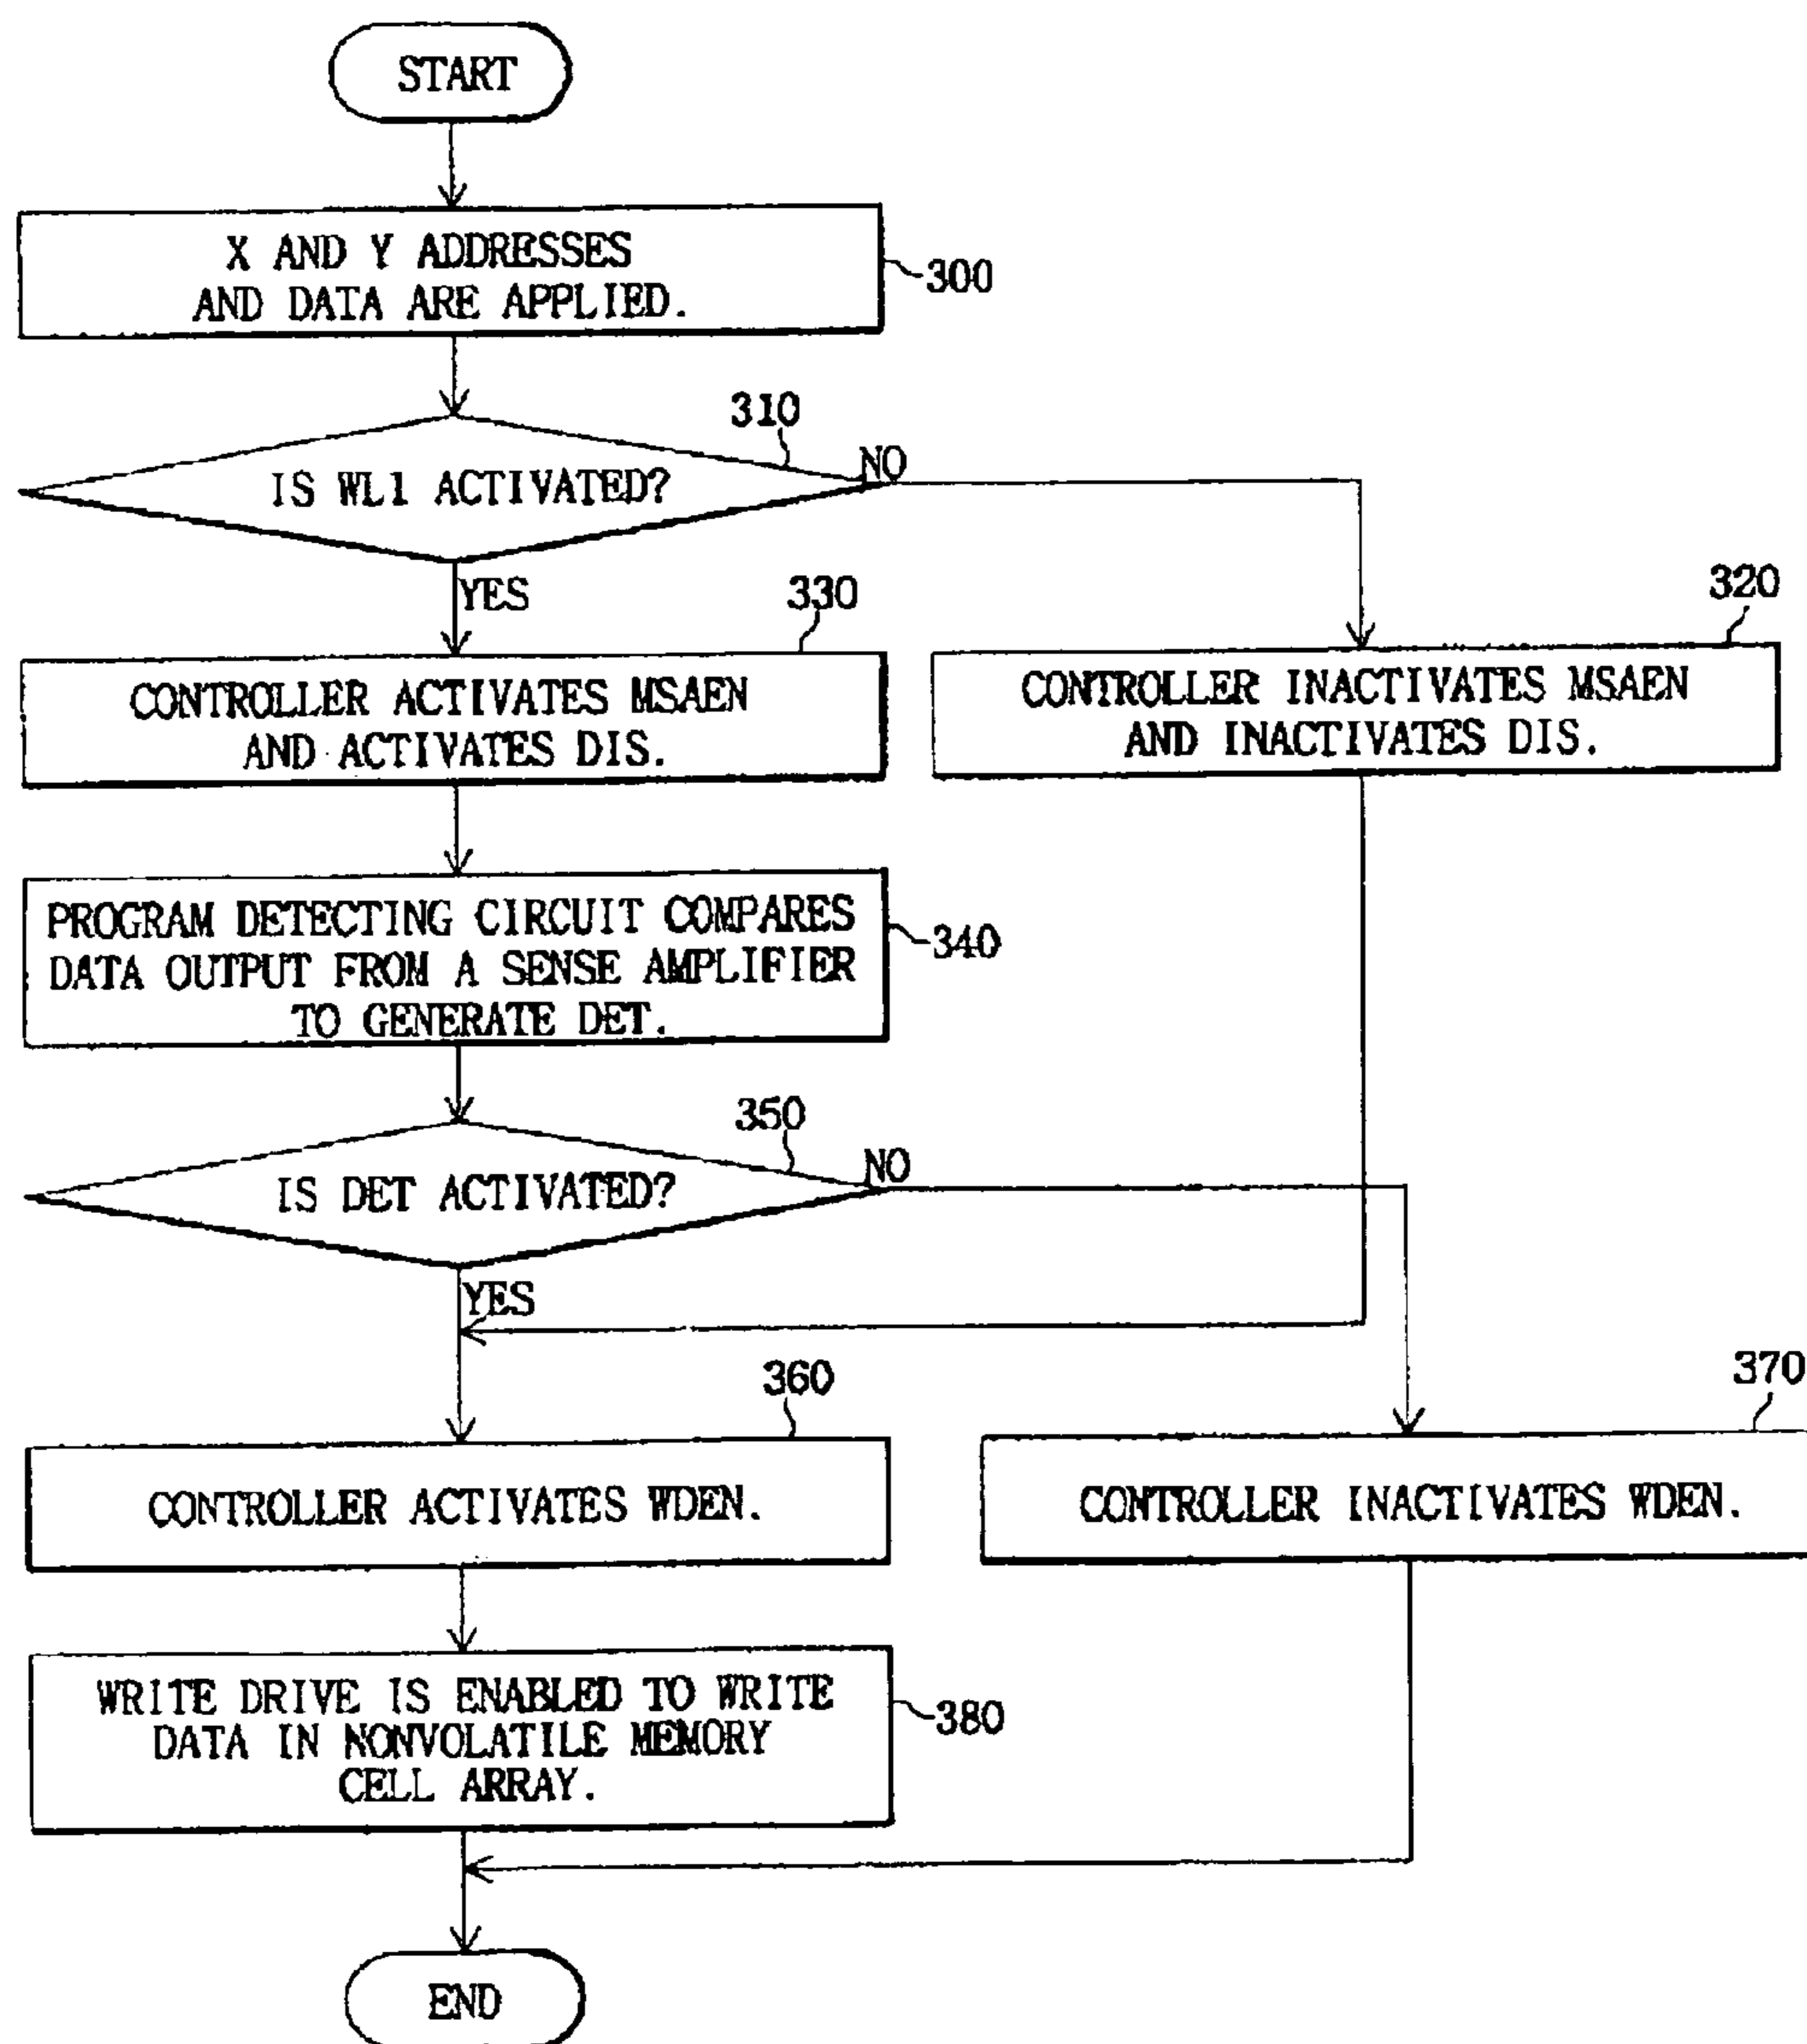 START
X AND Y ADDRESSES
AND DATA ARE APPLIED.
300
310
IS WL1 ACTIVATED?
NO
YES
330
CONTROLLER ACTIVATES MSAEN
AND ACTIVATES DIS.
320
CONTROLLER INACTIVATES MSAEN
AND INACTIVATES DIS.
PROGRAM DETECTING CIRCUIT COMPARES
DATA OUTPUT FROM A SENSE AMPLIFIER
TO GENERATE DET.
340
350
IS DET ACTIVATED?
NO
YES
360
CONTROLLER ACTIVATES WDEN.
370
CONTROLLER INACTIVATES WDEN.
WRITE DRIVE IS ENABLED TO WRITE
DATA IN NONVOLATILE MEMORY
CELL ARRAY.
380
END